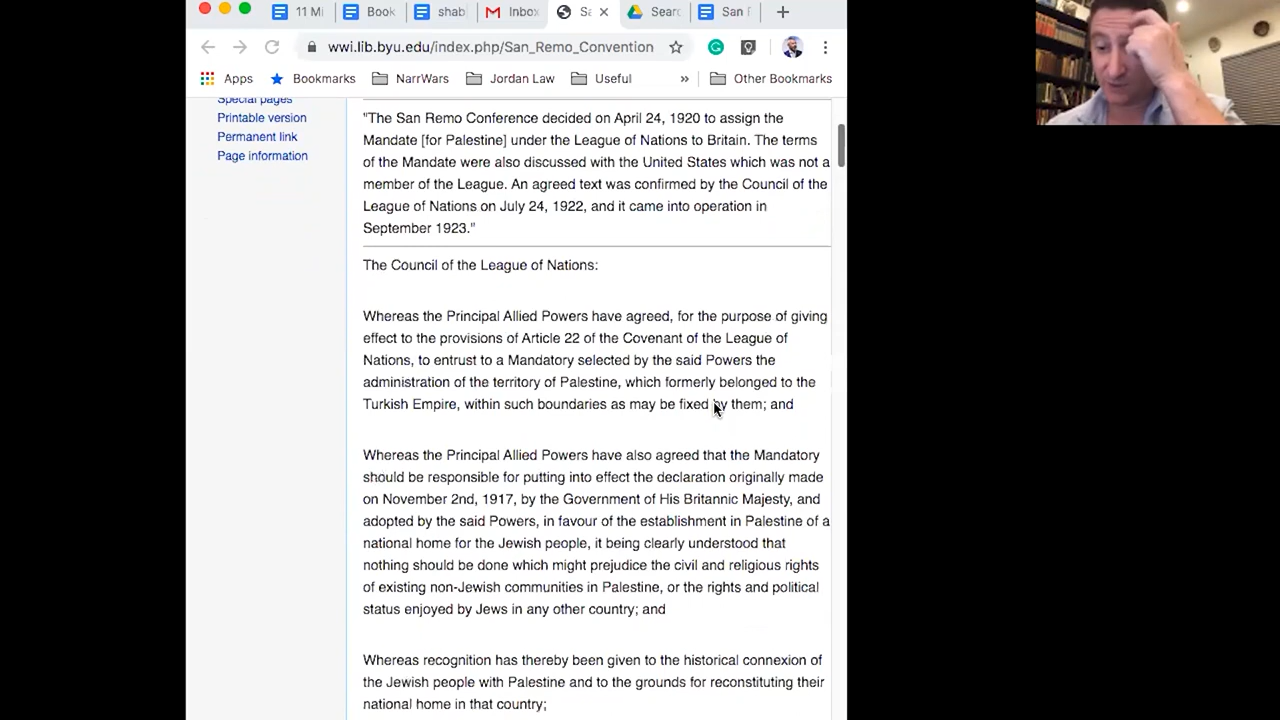 11 Mi
Book
shab
Inbox
Sa
Searc
San F
wwi.lib.byu.edu/index.php/San_Remo_Convention
Apps
Bookmarks
NarrWars
Jordan Law
Useful
»
Other Bookmarks
Special pages
Printable version
Permanent link
Page information
"The San Remo Conference decided on April 24, 1920 to assign the
Mandate [for Palestine] under the League of Nations to Britain. The terms
of the Mandate were also discussed with the United States which was not a
member of the League. An agreed text was confirmed by the Council of the
League of Nations on July 24, 1922, and it came into operation in
September 1923."
The Council of the League of Nations:
Whereas the Principal Allied Powers have agreed, for the purpose of giving
effect to the provisions of Article 22 of the Covenant of the League of
Nations, to entrust to a Mandatory selected by the said Powers the
administration of the territory of Palestine, which formerly belonged to the
Turkish Empire, within such boundaries as may be fixed by them; and
Whereas the Principal Allied Powers have also agreed that the Mandatory
should be responsible for putting into effect the declaration originally made
on November 2nd, 1917, by the Government of His Britannic Majesty, and
adopted by the said Powers, in favour of the establishment in Palestine of a
national home for the Jewish people, it being clearly understood that
nothing should be done which might prejudice the civil and religious rights
of existing non-Jewish communities in Palestine, or the rights and political
status enjoyed by Jews in any other country; and
Whereas recognition has thereby been given to the historical connexion of
the Jewish people with Palestine and to the grounds for reconstituting their
national home in that country;